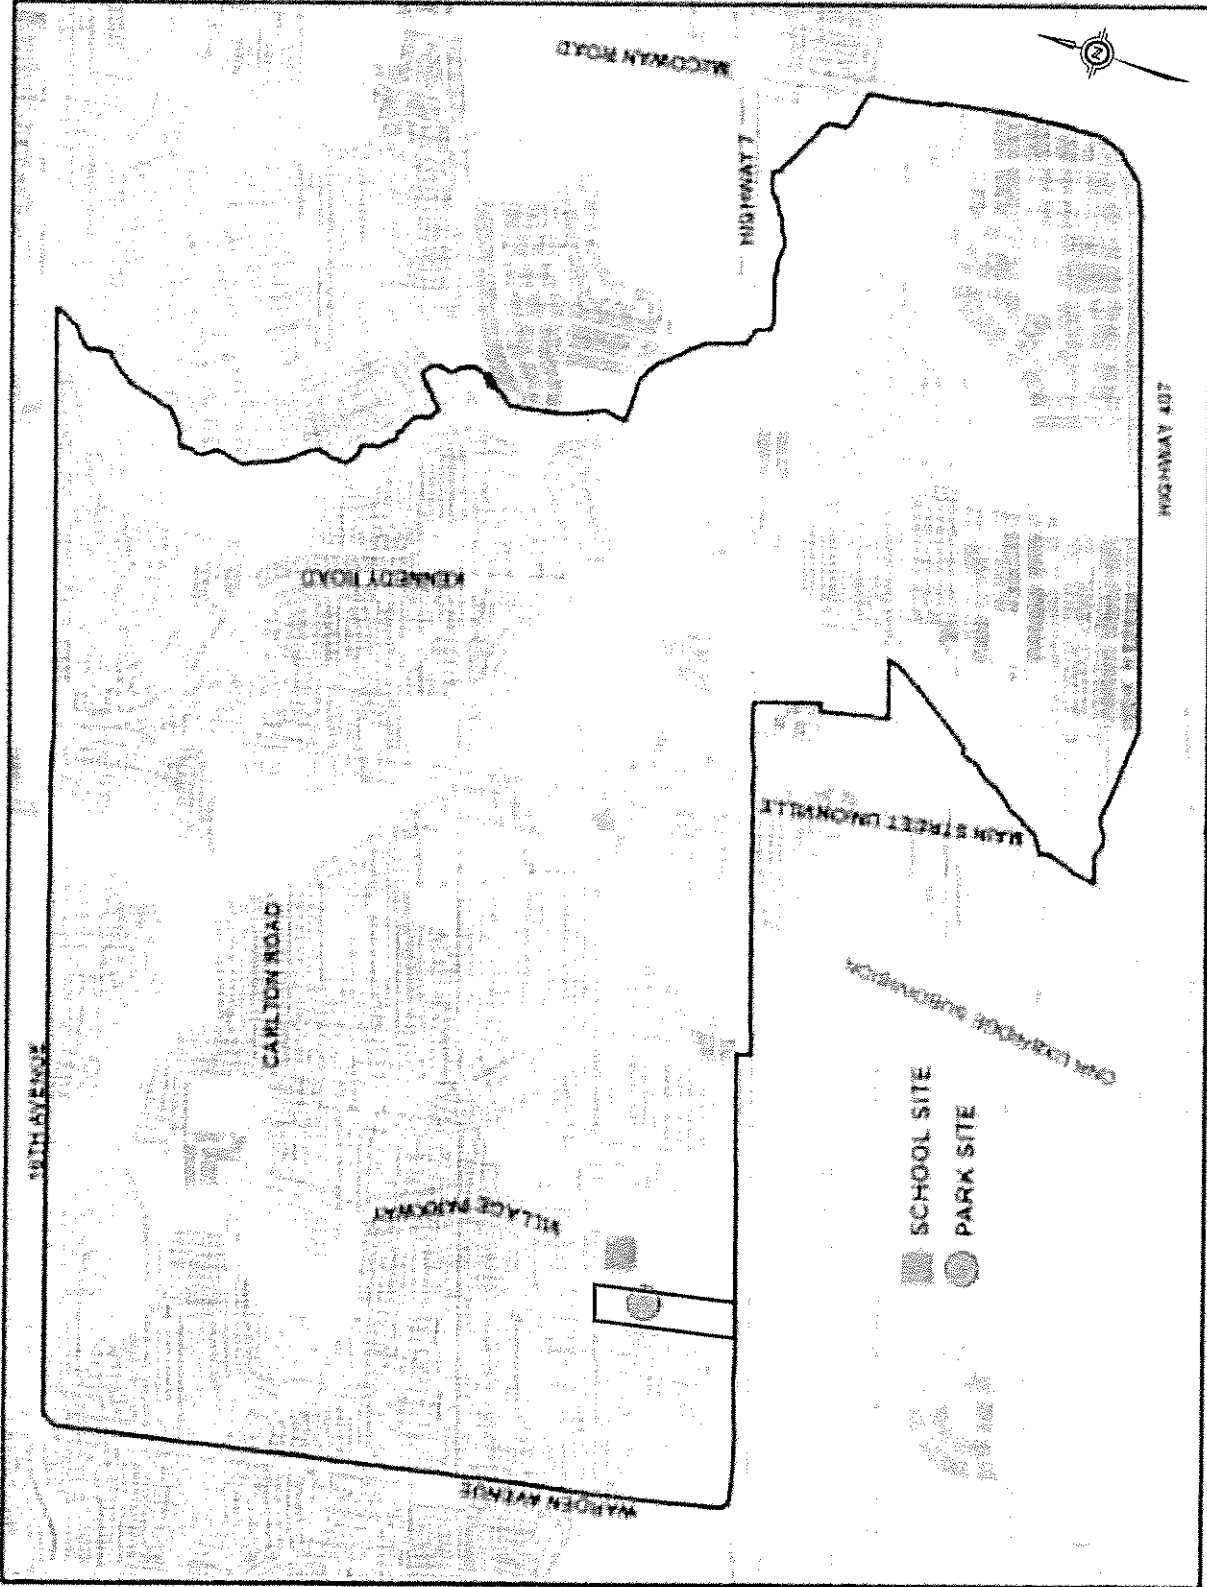 McCOWAN ROAD
HIGHWAY 7
HIGHWAY 407
KENNEDY ROAD
MAIN STREET UNIONVILLE
CARLTON ROAD
16TH AVENUE
VILLAGE PARKWAY
WARDEN AVENUE
SCHOOL SITE
PARK SITE
N